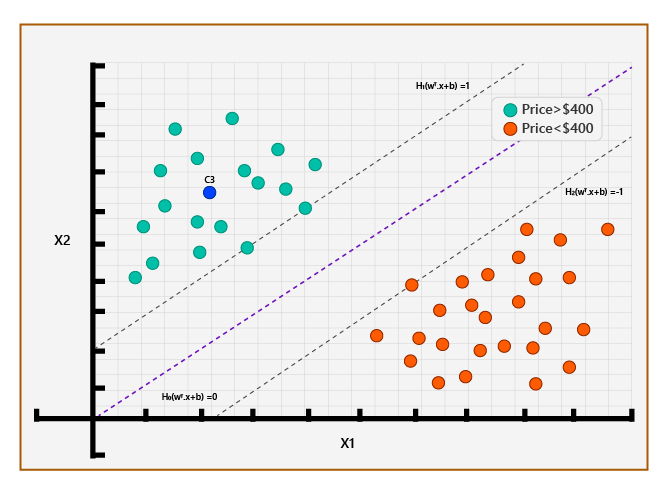 H₁(wᵀ.x+b) =1
Price>$400
Price<$400
C3
H₂(wᵀ.x+b) =-1
X2
H₀(wᵀ.x+b) =0
X1